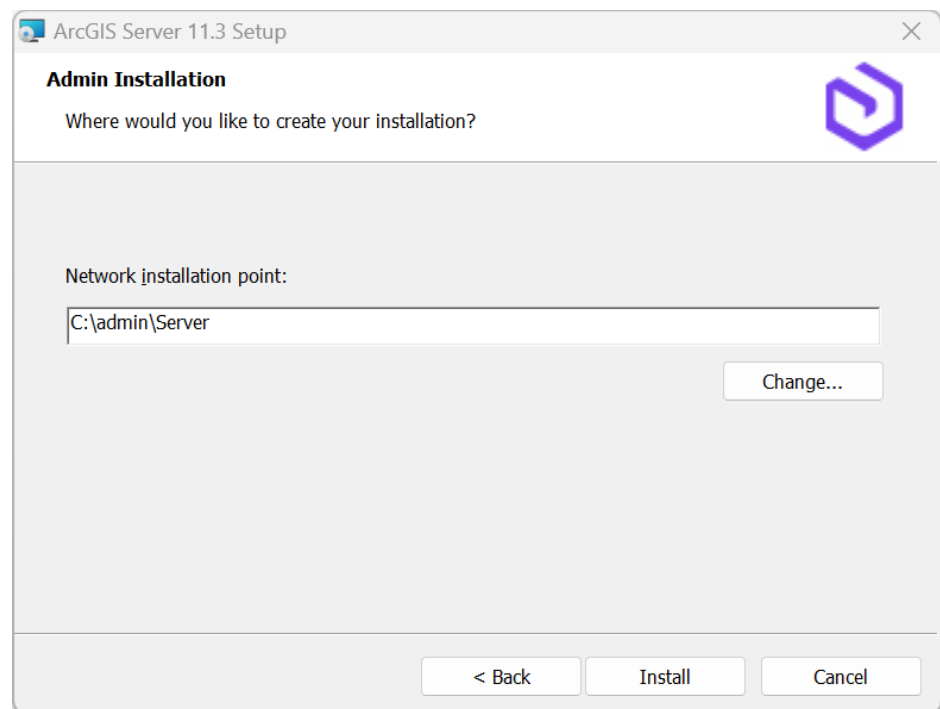 ArcGIS Server 11.3 Setup
Admin Installation
Where would you like to create your installation?
Network installation point:
C:\admin\Server
Change...
< Back
Install
Cancel